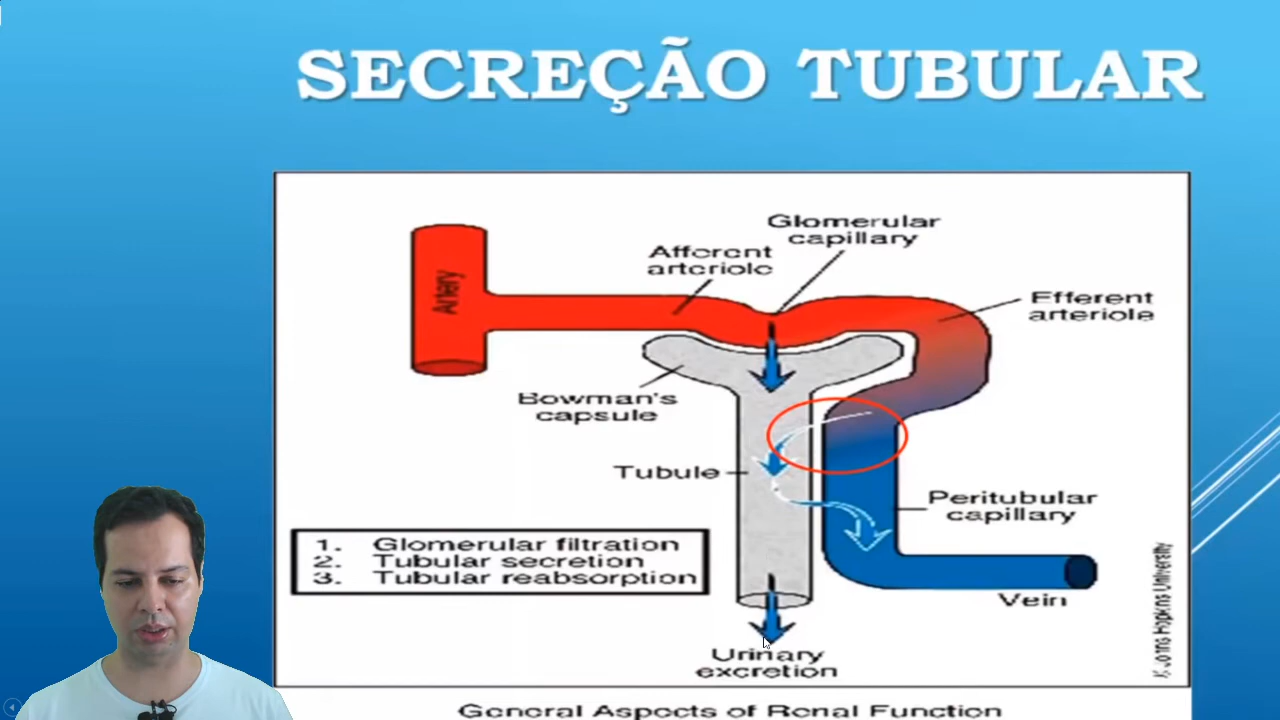 SECREÇÃO TUBULAR
Glomerular
capillary
Afferent
arteriole
Artery
Efferent
arteriole
Bowman's
capsule
Tubule
Peritubular
capillary
1. Glomerular filtration
2. Tubular secretion
3. Tubular reabsorption
Vein
Urinary
excretion
Johns Hopkins University
General Aspects of Renal Function